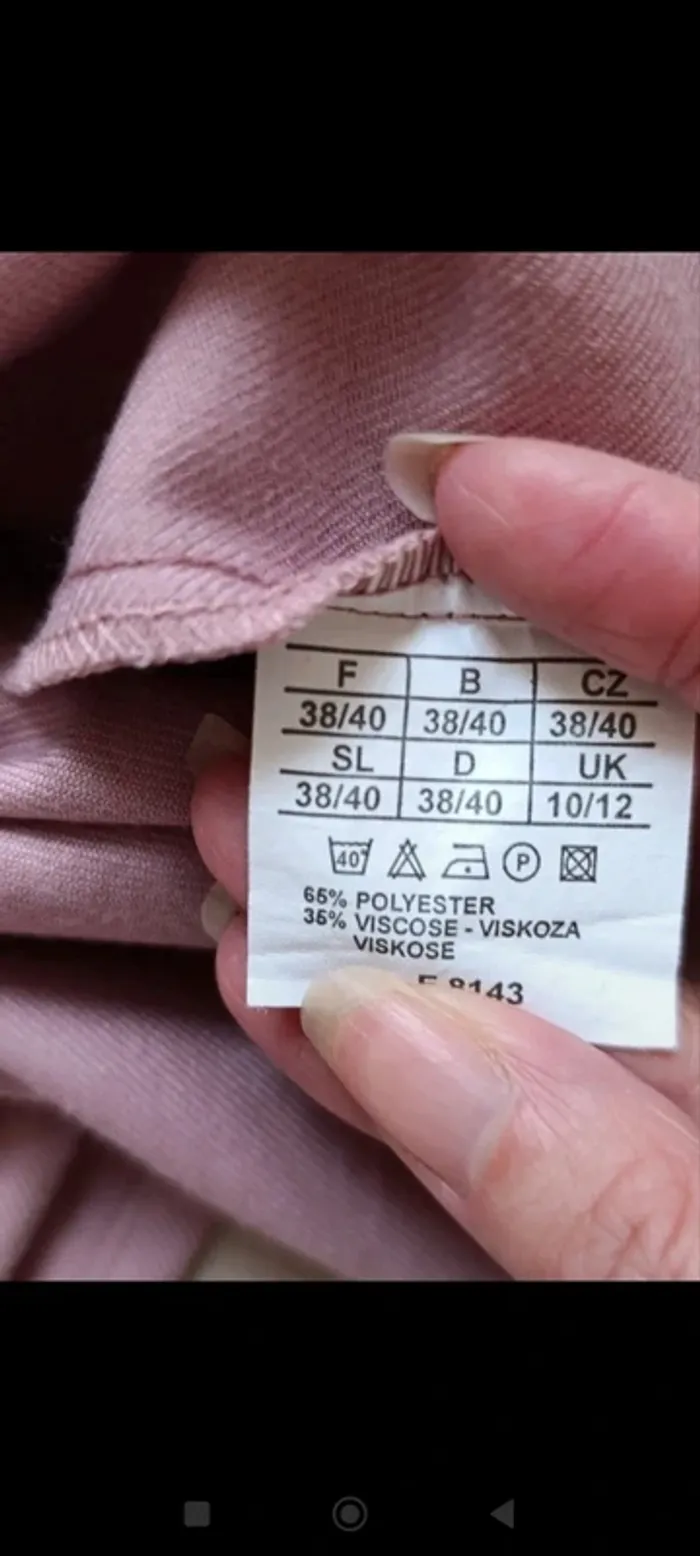 F B CZ
38/40 38/40 38/40
SL D UK
38/40 38/40 10/12
40° P
65% POLYESTER
35% VISCOSE - VISKOZA
VISKOSE
8143